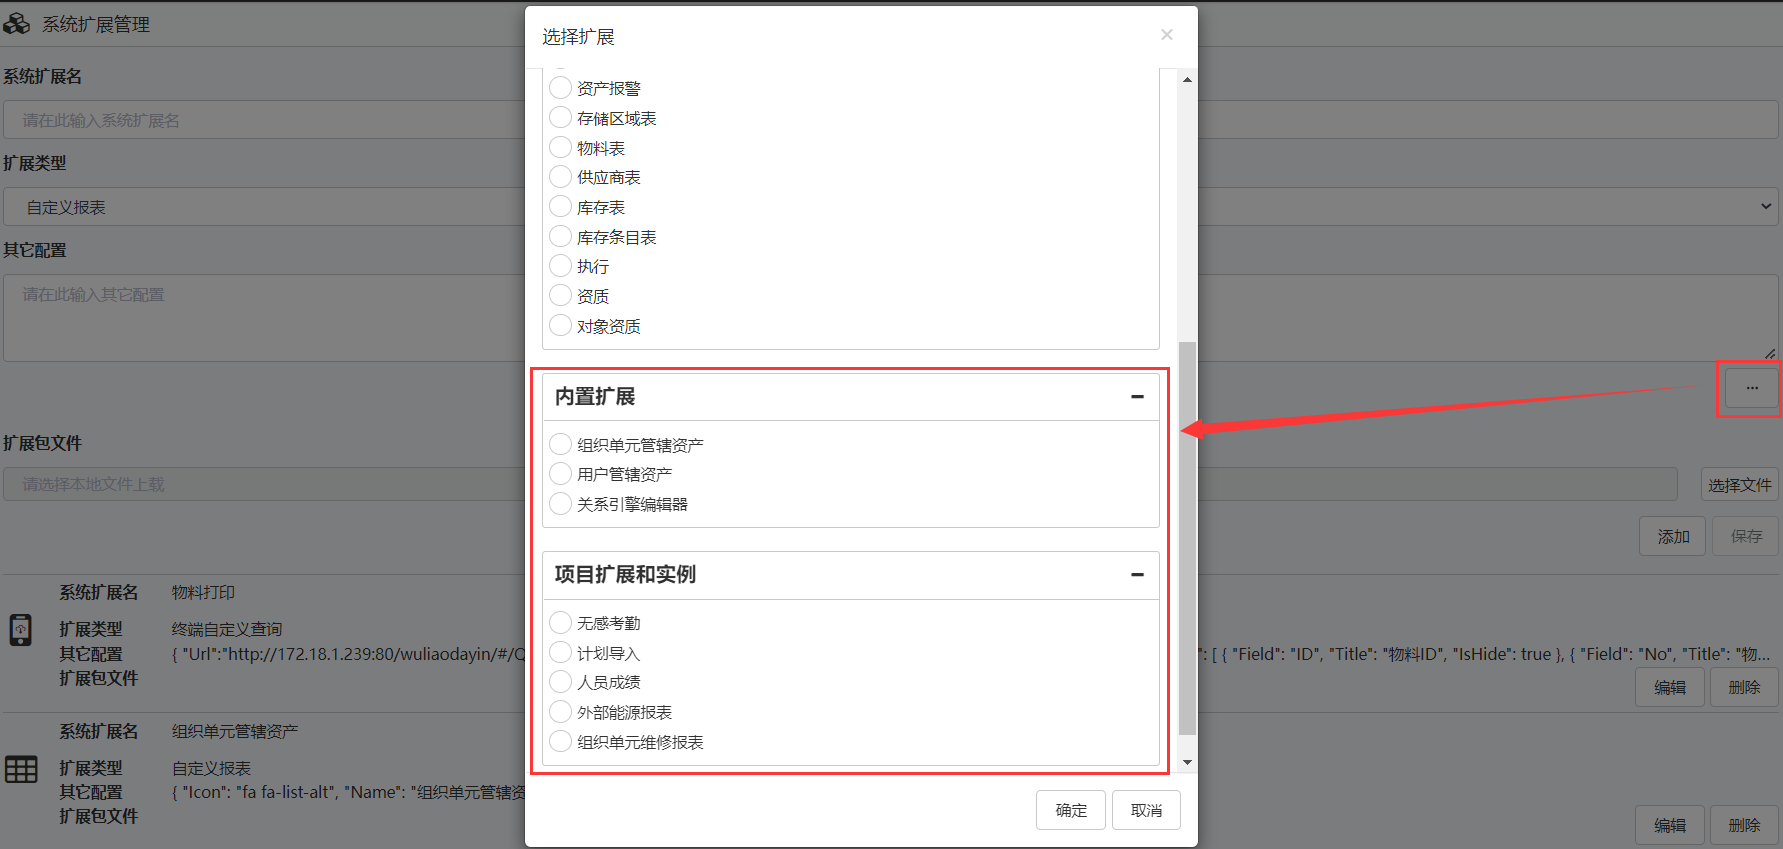 系统扩展管理
系统扩展名
请在此输入系统扩展名
扩展类型
自定义报表
其它配置
请在此输入其它配置
...
扩展包文件
请选择本地文件上载
选择文件
添加
保存
系统扩展名 物料打印
扩展类型 终端自定义查询
其它配置 { "Url":"http://172.18.1.239:80/wuliaodayin/#/Q
": [ { "Field": "ID", "Title": "物料ID", "IsHide": true }, { "Field": "No", "Title": "物...
扩展包文件
编辑
删除
系统扩展名 组织单元管辖资产
扩展类型 自定义报表
其它配置 { "Icon": "fa fa-list-alt", "Name": "组织单元管辖资
扩展包文件
编辑
删除
选择扩展
×
资产报警
存储区域表
物料表
供应商表
库存表
库存条目表
执行
资质
对象资质
内置扩展
组织单元管辖资产
用户管辖资产
关系引擎编辑器
项目扩展和实例
无感考勤
计划导入
人员成绩
外部能源报表
组织单元维修报表
确定
取消